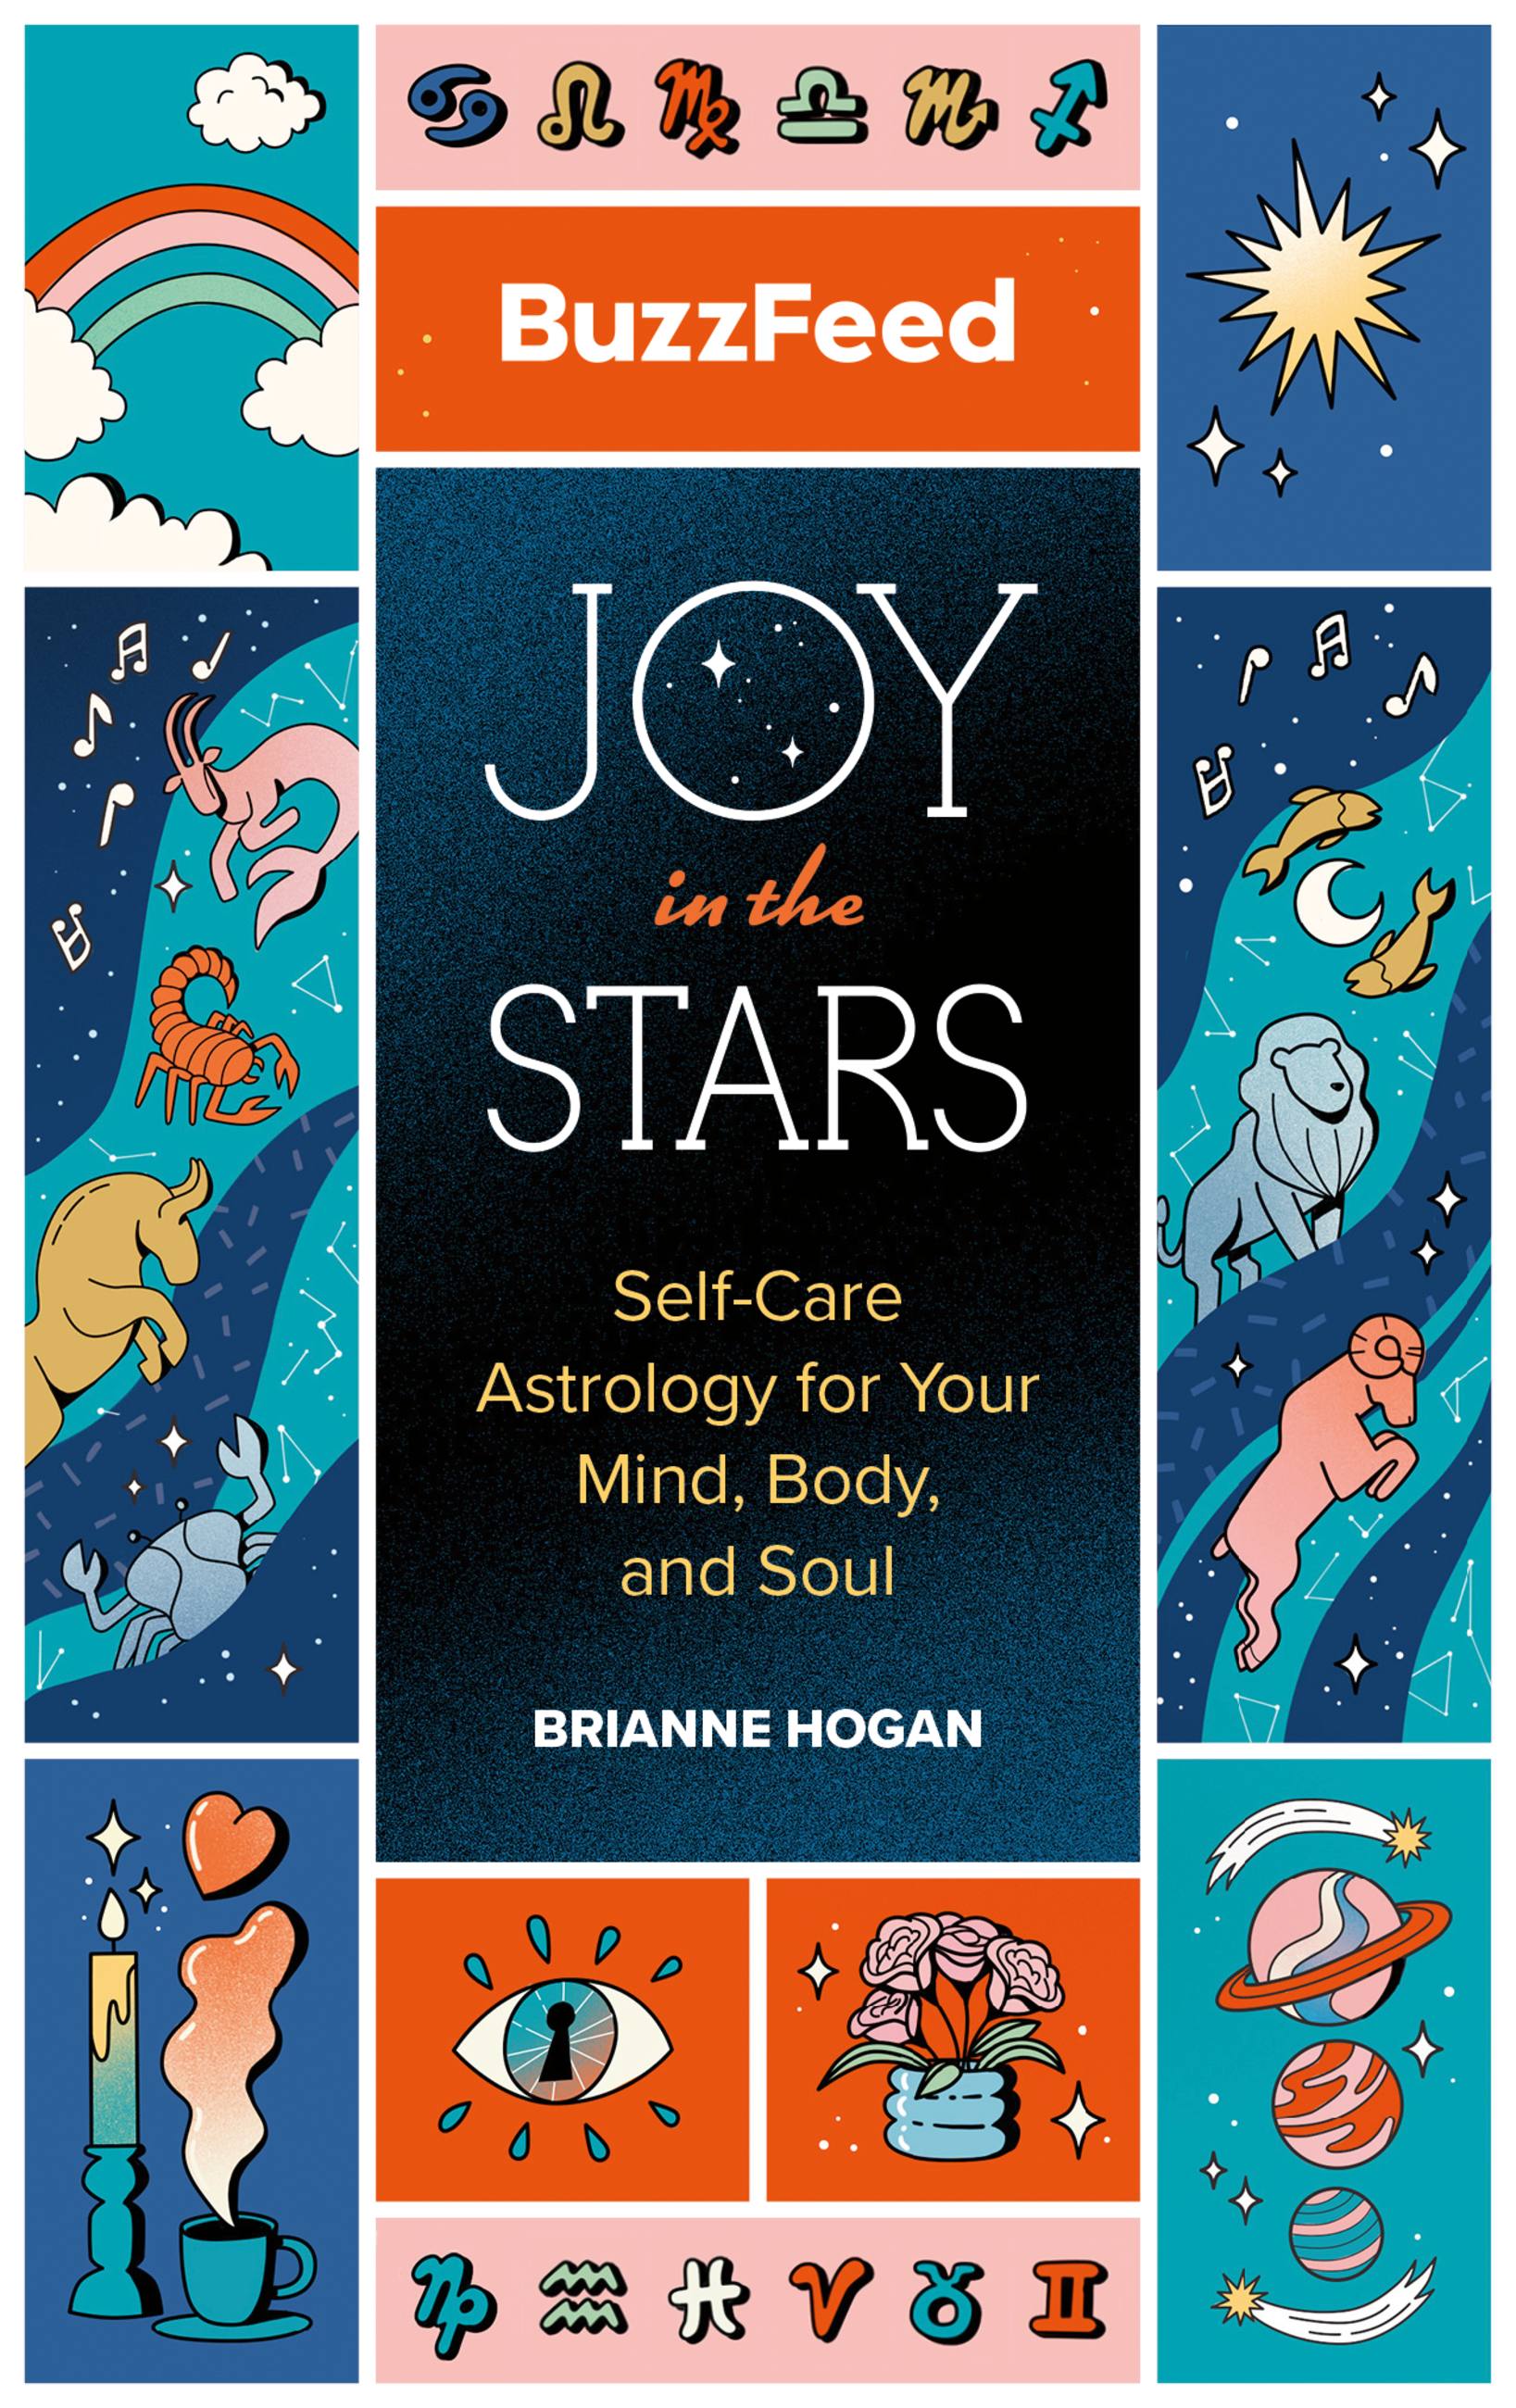 ♋ ♌ ♍ ♎ ♏ ♐
BuzzFeed
JOY
in the
STARS
Self-Care
Astrology for Your
Mind, Body,
and Soul
BRIANNE HOGAN
♑ ♒ ♓ ♈ ♉ ♊